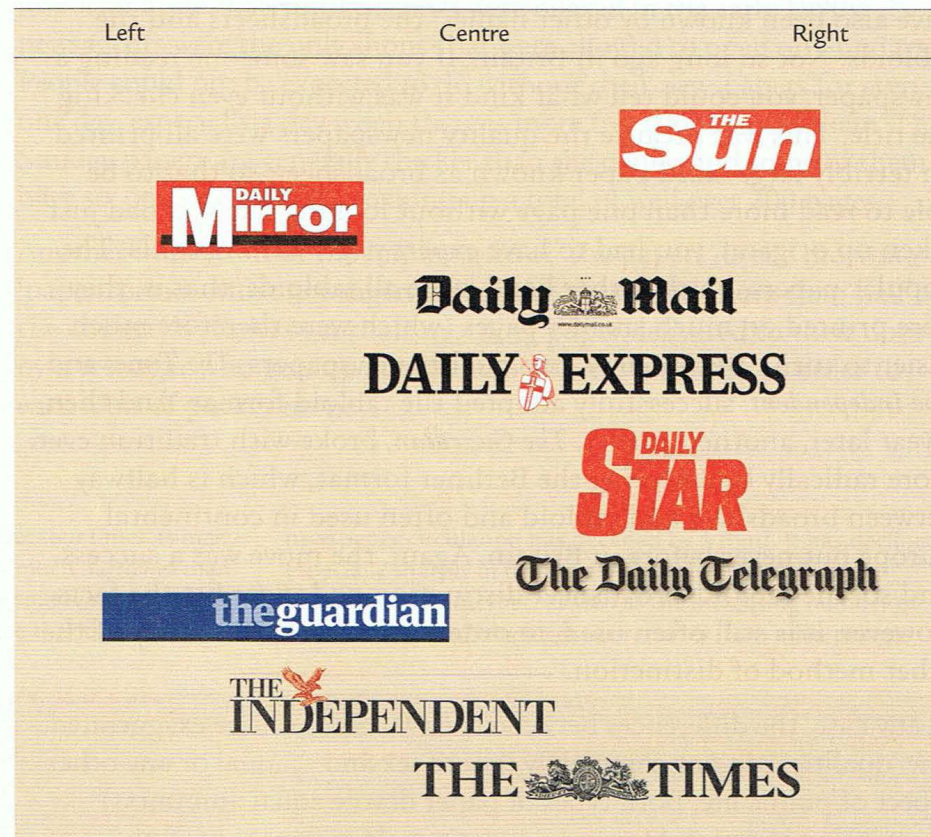 Left Centre Right
THE
Sun
DAILY
Mirror
Daily Mail
www.dailymail.co.uk
DAILY EXPRESS
DAILY
STAR
The Daily Telegraph
theguardian
THE
INDEPENDENT
THE TIMES